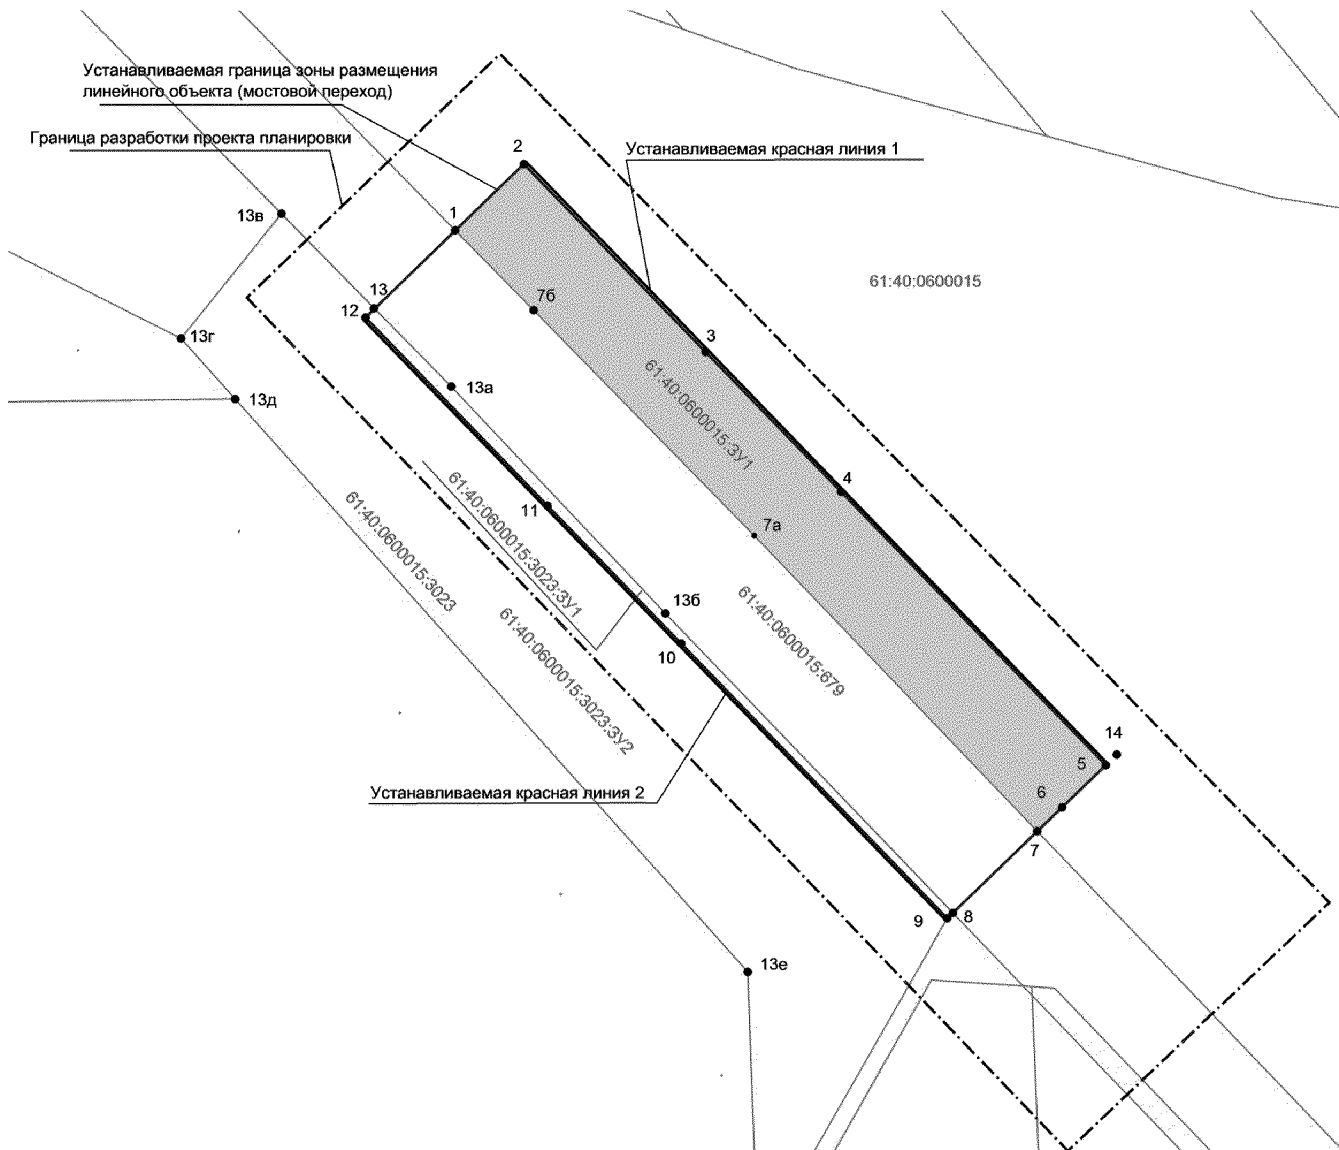 Устанавливаемая граница зоны размещения
линейного объекта (мостовой переход)
Граница разработки проекта планировки
2
Устанавливаемая красная линия 1
13в
1
61:40:0600015
13
7б
12
13г
3
13а
13д
61:40:0600015:ЗУ1
4
11
7а
61:40:0600015:3023:ЗУ1
61:40:0600015:3023
13б
61:40:0600015:679
10
61:40:0600015:3023:ЗУ2
14
5
Устанавливаемая красная линия 2
6
7
9
8
13е